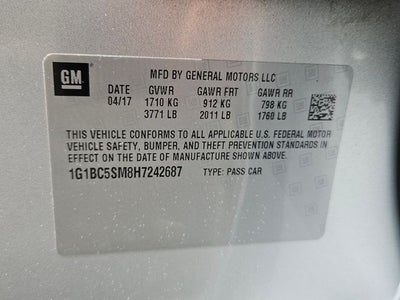 GM
MFD BY GENERAL MOTORS LLC
DATE GVWR GAWR FRT GAWR RR
04/17 1710 KG 912 KG 798 KG
3771 LB 2011 LB 1760 LB
THIS VEHICLE CONFORMS TO ALL APPLICABLE U.S. FEDERAL MOTOR
VEHICLE SAFETY, BUMPER, AND THEFT PREVENTION STANDARDS IN
EFFECT ON THE DATE OF MANUFACTURE SHOWN ABOVE.
1G1BC5SM8H7242687 TYPE: PASS CAR